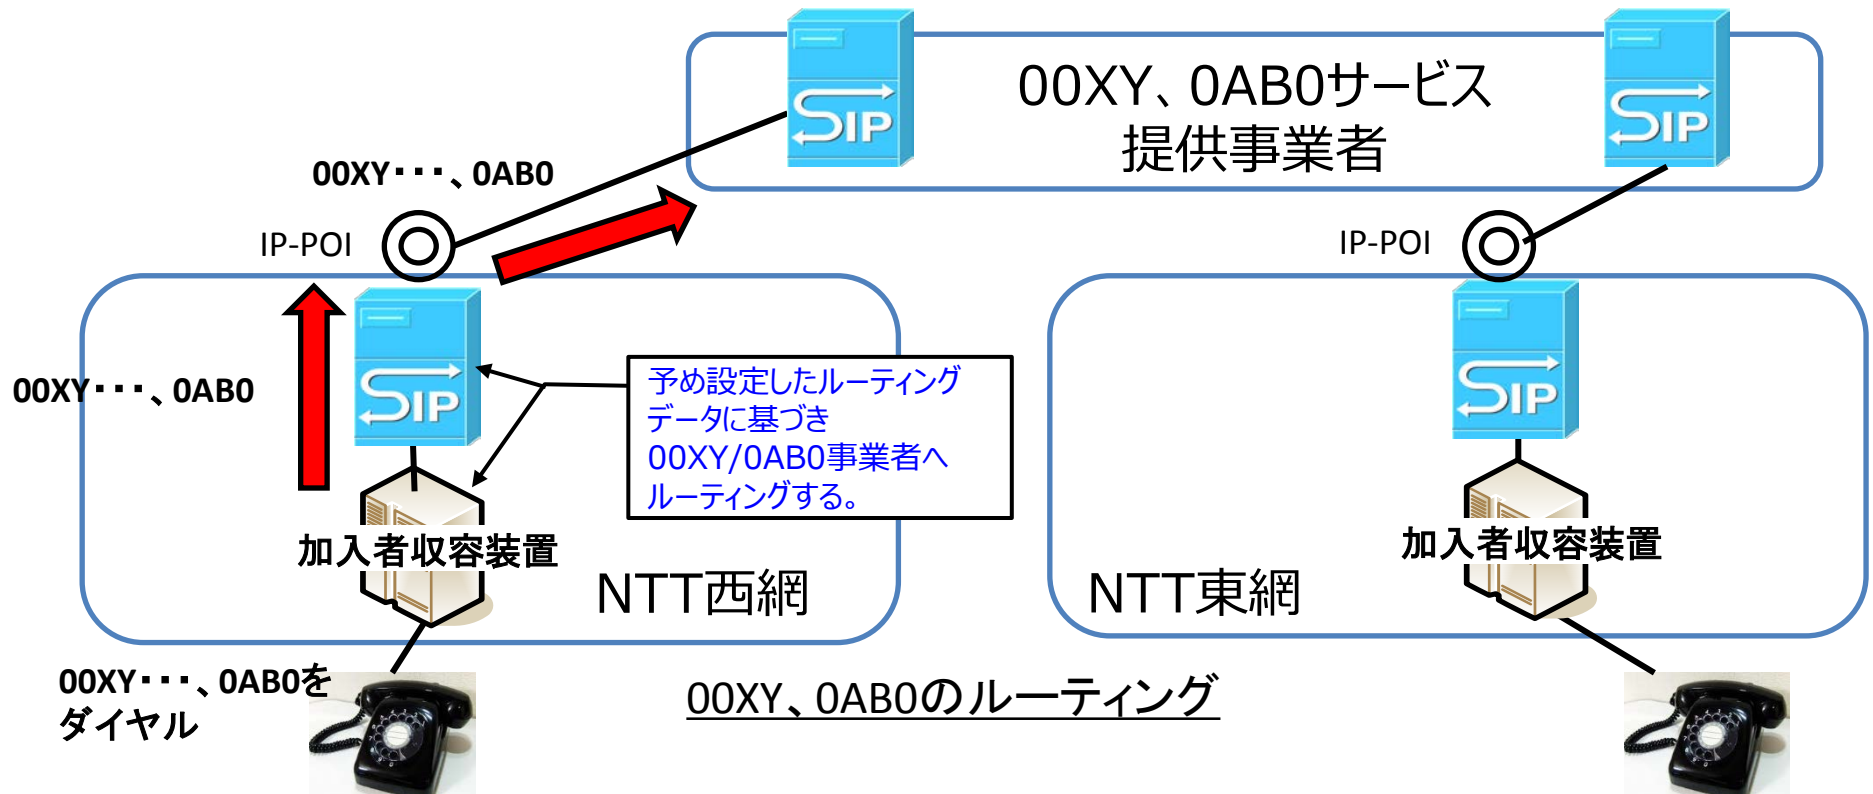 00XY、0AB0サービス
提供事業者
SIP
SIP
00XY・・・、0AB0
IP-POI
IP-POI
00XY・・・、0AB0
SIP
予め設定したルーティング
データに基づき
00XY/0AB0事業者へ
ルーティングする。
SIP
加入者収容装置
加入者収容装置
NTT西網
NTT東網
00XY・・・、0AB0を
ダイヤル
00XY、0AB0のルーティング